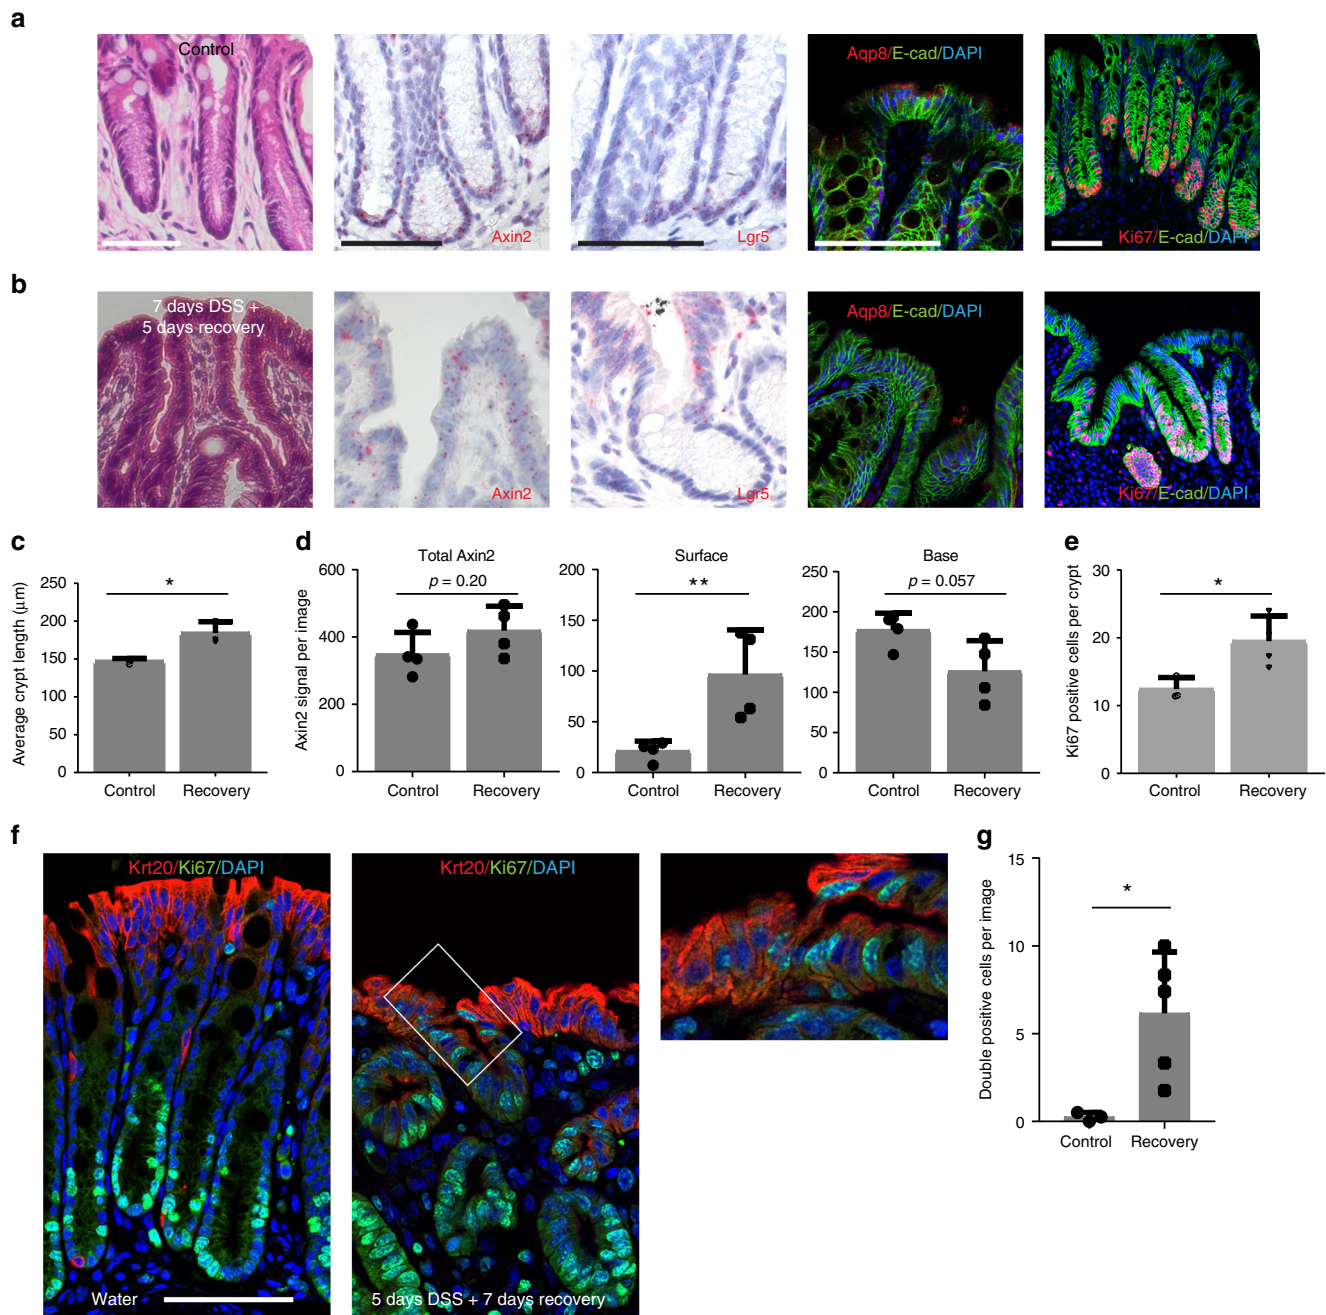 a
Control
Axin2
Lgr5
Aqp8/E-cad/DAPI
Ki67/E-cad/DAPI
b
7 days DSS +
5 days recovery
Axin2
Lgr5
Aqp8/E-cad/DAPI
Ki67/E-cad/DAPI
c
Average crypt length (μm)
250
200
150
100
50
0
*
Control
Recovery
d
Axin2 signal per image
Total Axin2
p = 0.20
600
400
200
0
Control
Recovery
Surface
**
200
150
100
50
0
Control
Recovery
Base
p = 0.057
250
200
150
100
50
0
Control
Recovery
e
Ki67 positive cells per crypt
30
20
10
0
*
Control
Recovery
f
Krt20/Ki67/DAPI
Water
Krt20/Ki67/DAPI
5 days DSS + 7 days recovery
g
Double positive cells per image
15
10
5
0
*
Control
Recovery